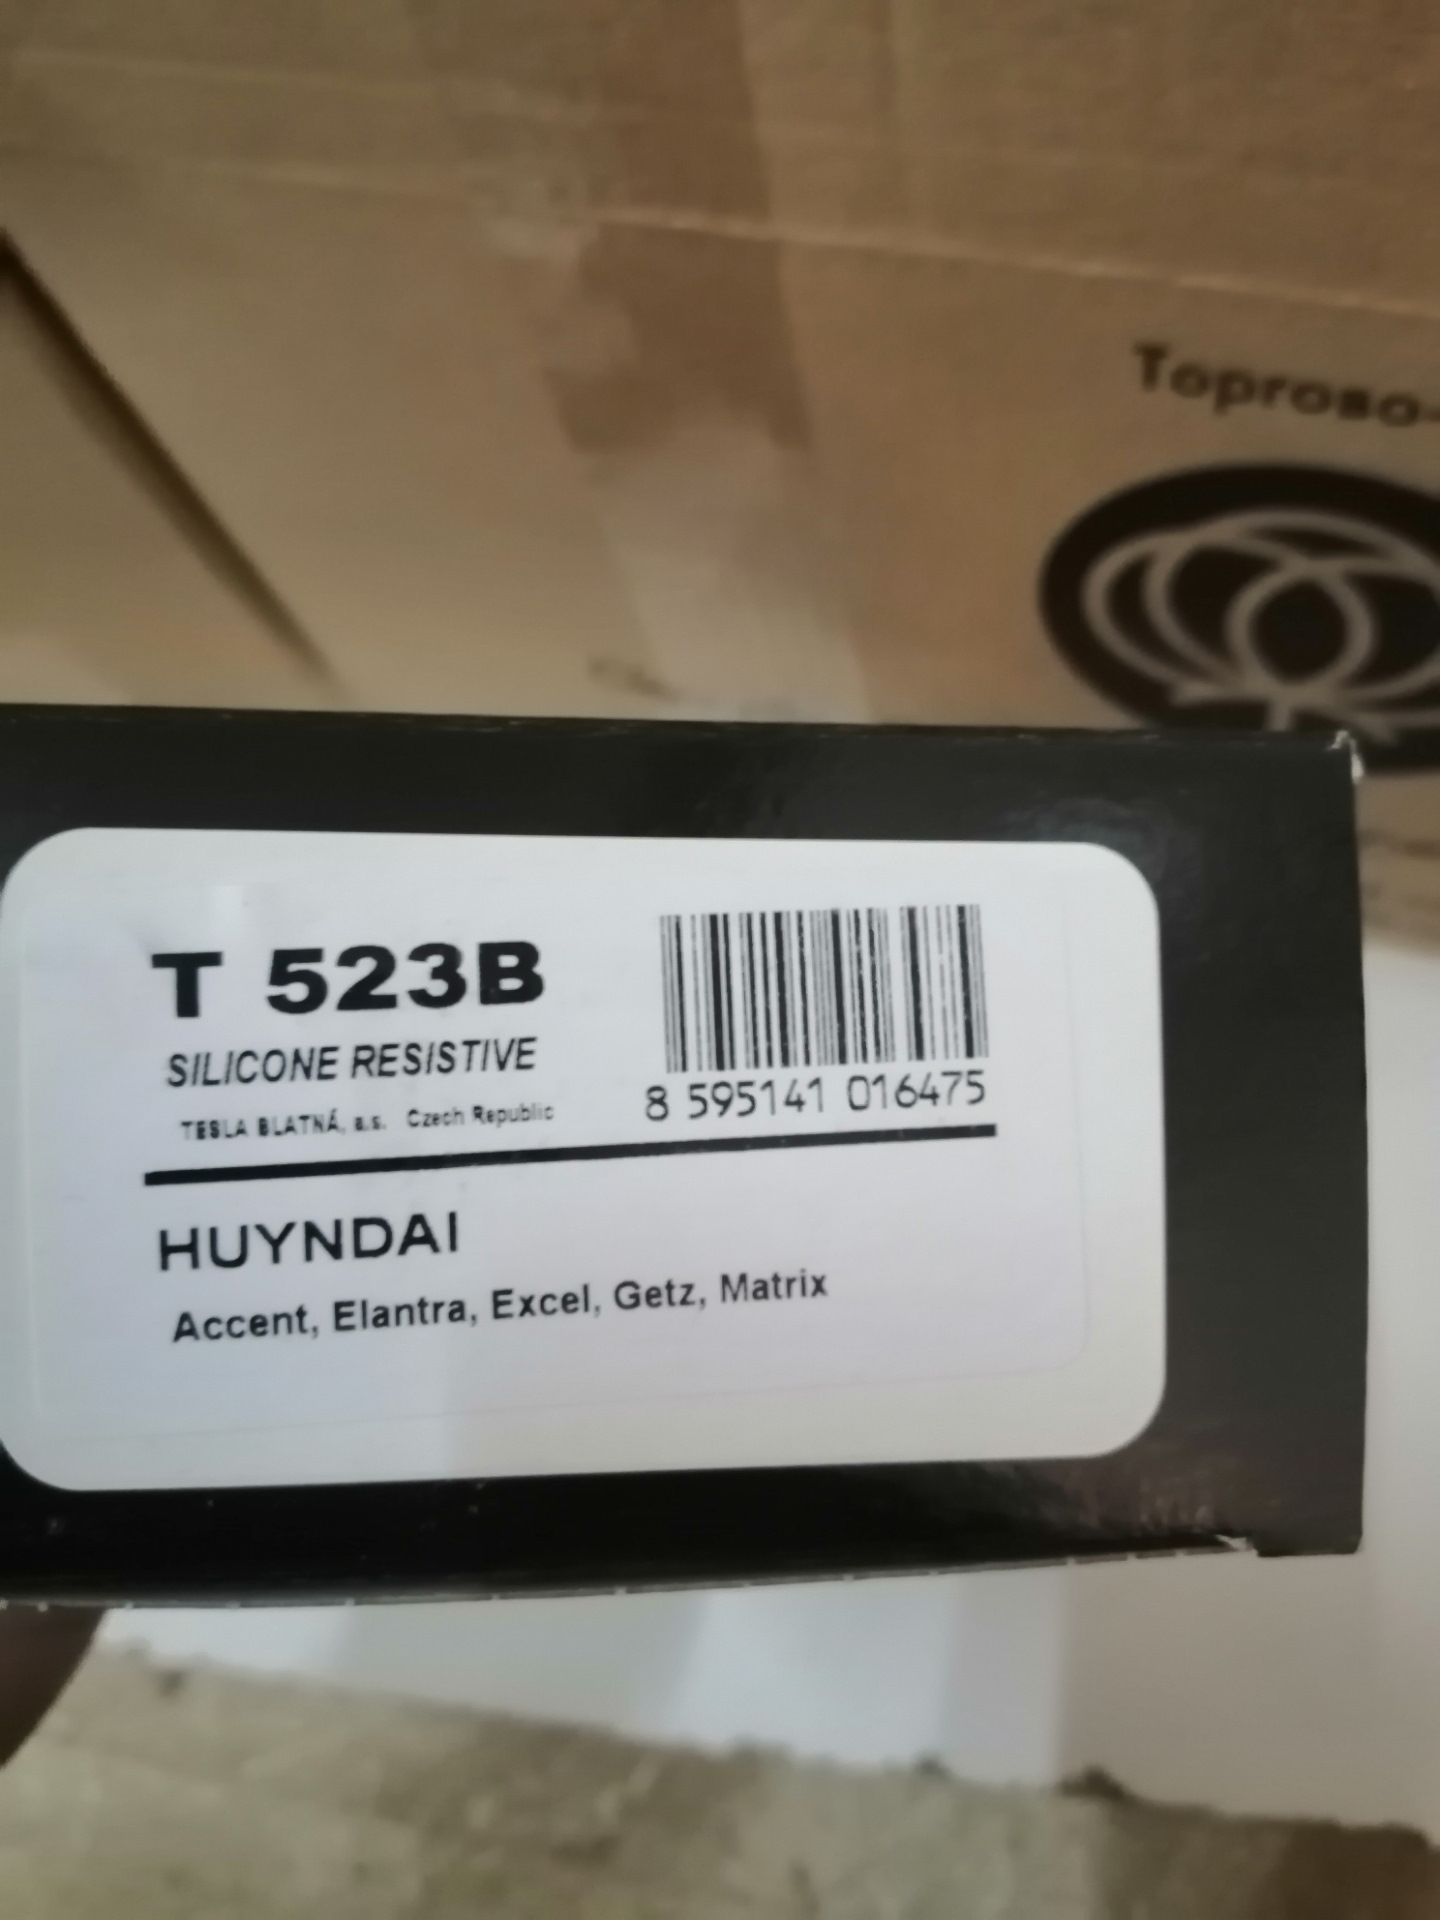 Toproso-
T 523B
SILICONE RESISTIVE
TESLA BLATNÁ, a.s. Czech Republic
8 595141 016475
HUYNDAI
Accent, Elantra, Excel, Getz, Matrix